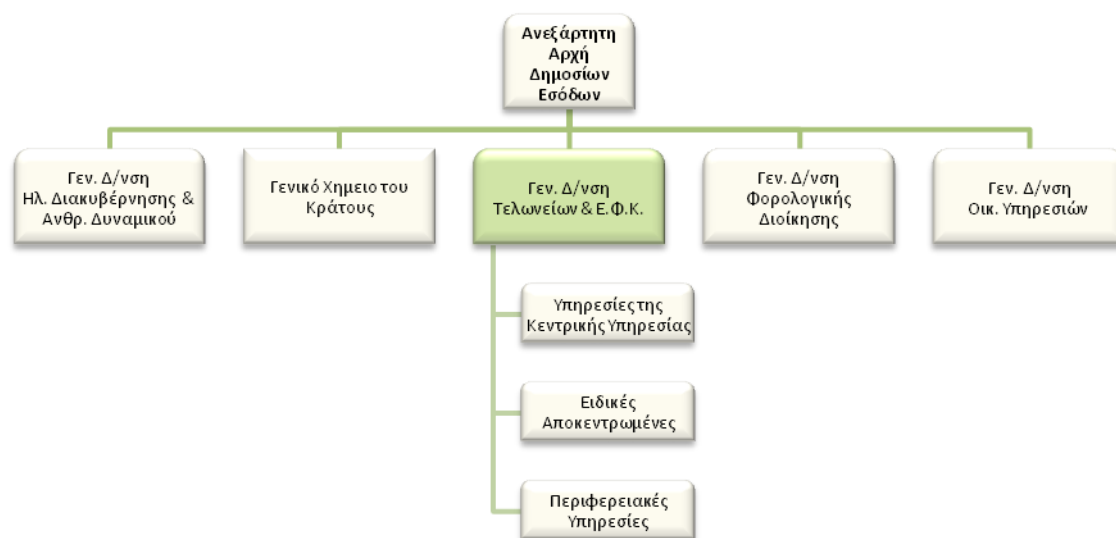 Ανεξάρτητη
Αρχή
Δημοσίων
Εσόδων
Γεν. Δ/νση
Ηλ. Διακυβέρνησης &
Ανθρ. Δυναμικού
Γενικό Χημειο του
Κράτους
Γεν. Δ/νση
Τελωνείων & Ε.Φ.Κ.
Γεν. Δ/νση
Φορολογικής
Διοίκησης
Γεν. Δ/νση
Οικ. Υπηρεσιών
Υπηρεσίες της
Κεντρικής Υπηρεσίας
Ειδικές
Αποκεντρωμένες
Περιφερειακές
Υπηρεσίες